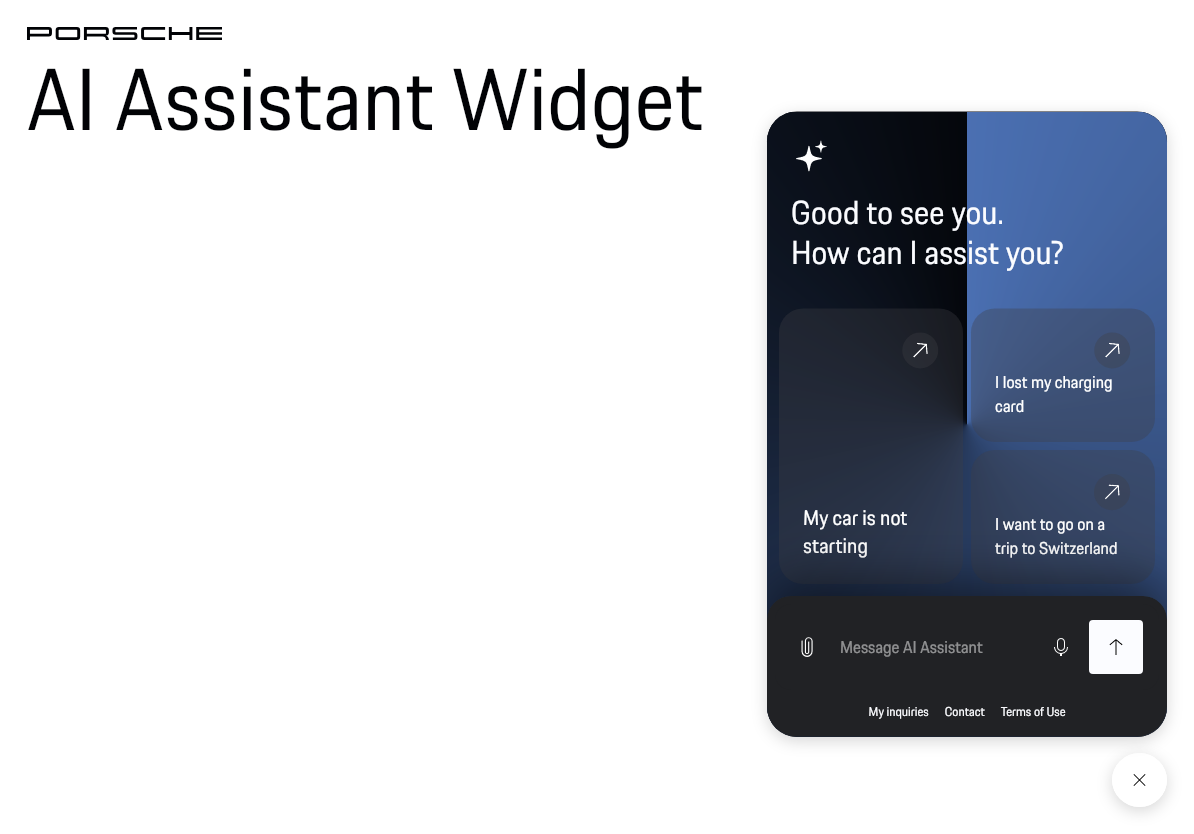 PORSCHE
AI Assistant Widget
Good to see you.
How can I assist you?
I lost my charging
card
My car is not
starting
I want to go on a
trip to Switzerland
Message AI Assistant
My inquiries Contact Terms of Use